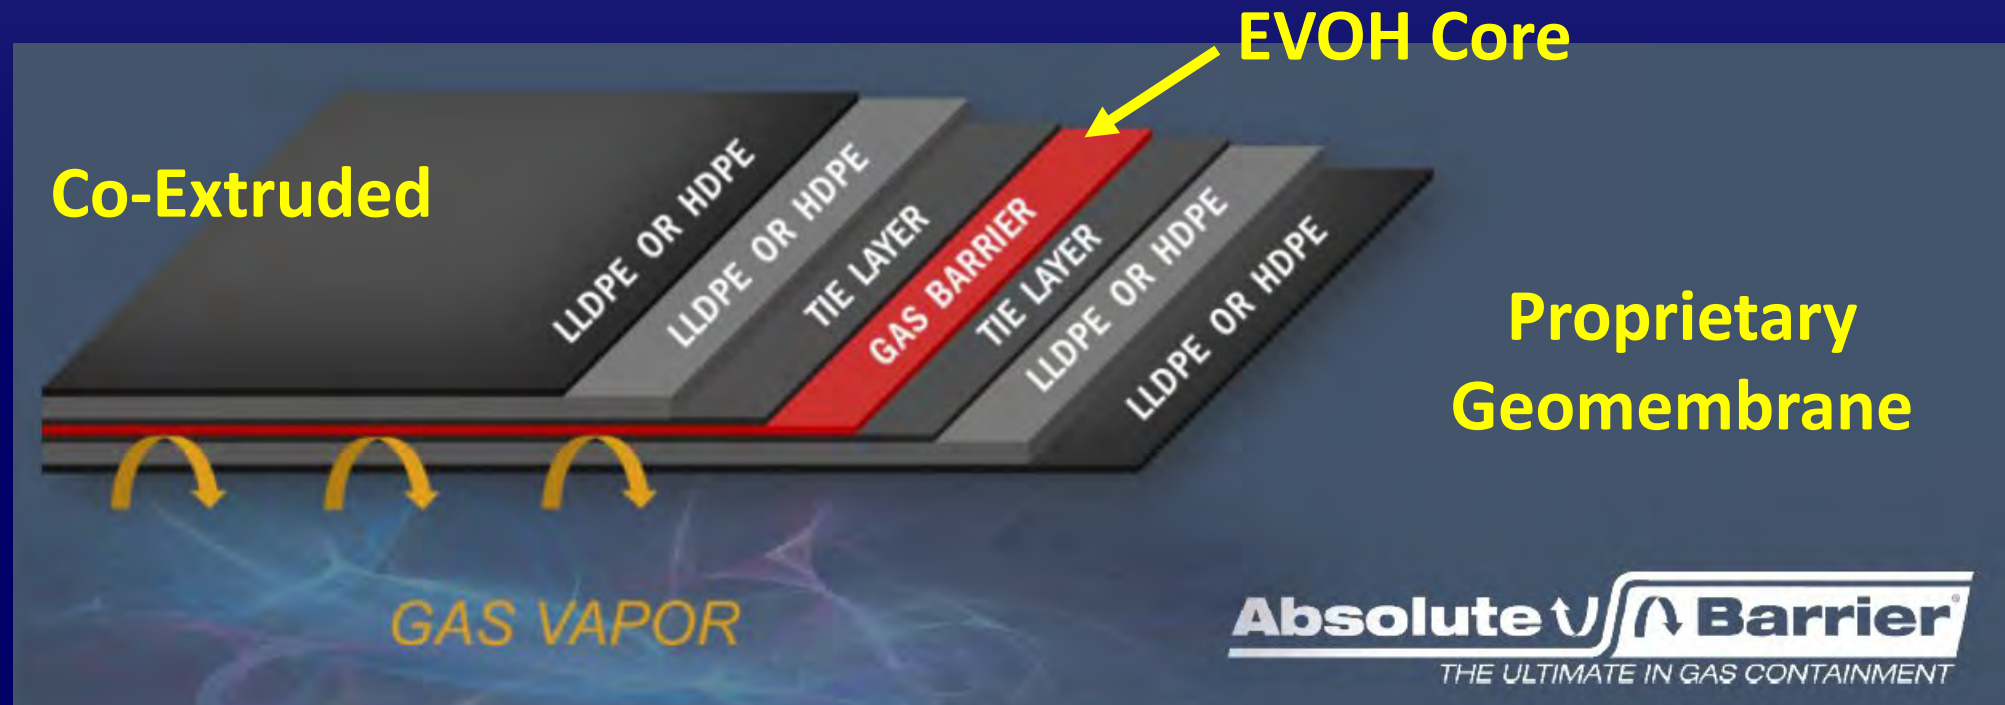 EVOH Core
Co-Extruded
LLDPE OR HDPE
LLDPE OR HDPE
TIE LAYER
GAS BARRIER
TIE LAYER
LLDPE OR HDPE
LLDPE OR HDPE
Proprietary
Geomembrane
GAS VAPOR
Absolute Barrier®
THE ULTIMATE IN GAS CONTAINMENT